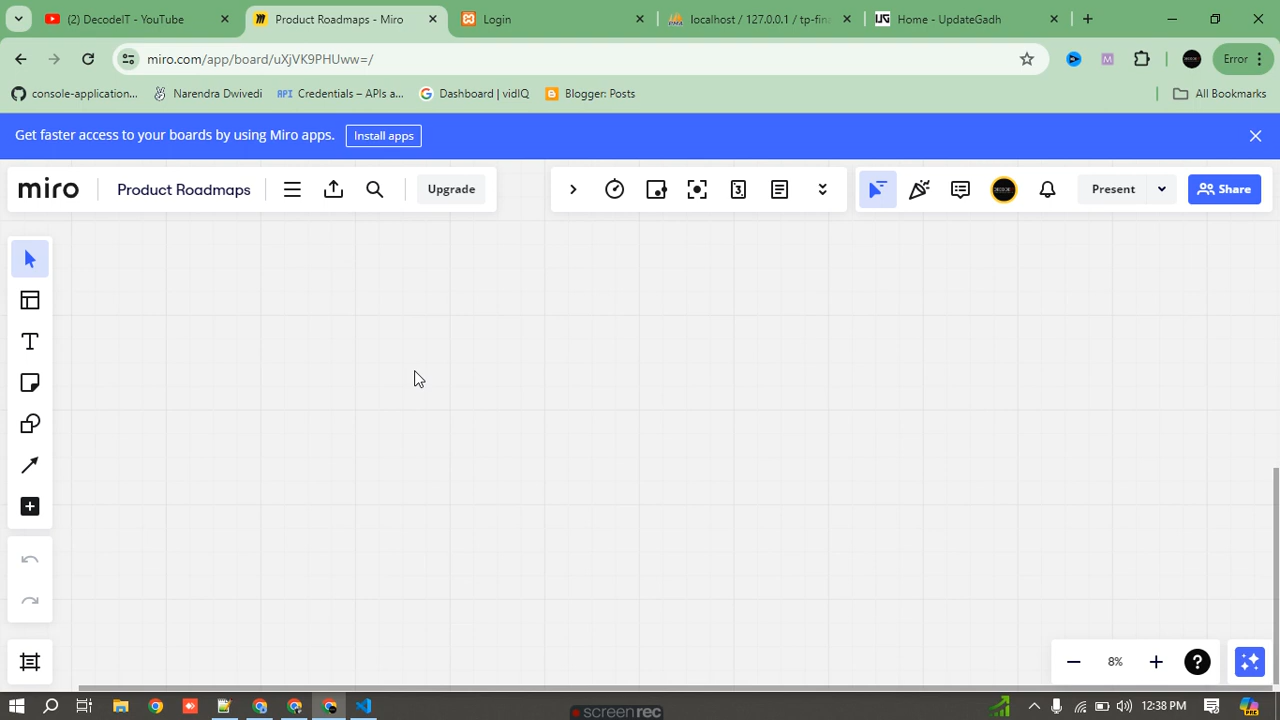 (2) DecodeIT - YouTube
Product Roadmaps - Miro
Login
localhost / 127.0.0.1 / tp-fina
Home - UpdateGadh
miro.com/app/board/uXjVK9PHUww=/
Error
console-application...
Narendra Dwivedi
API Credentials – APIs a...
Dashboard | vidIQ
Blogger: Posts
All Bookmarks
Get faster access to your boards by using Miro apps.
Install apps
miro
Product Roadmaps
Upgrade
Present
Share
8%
12:38 PM
screenrec